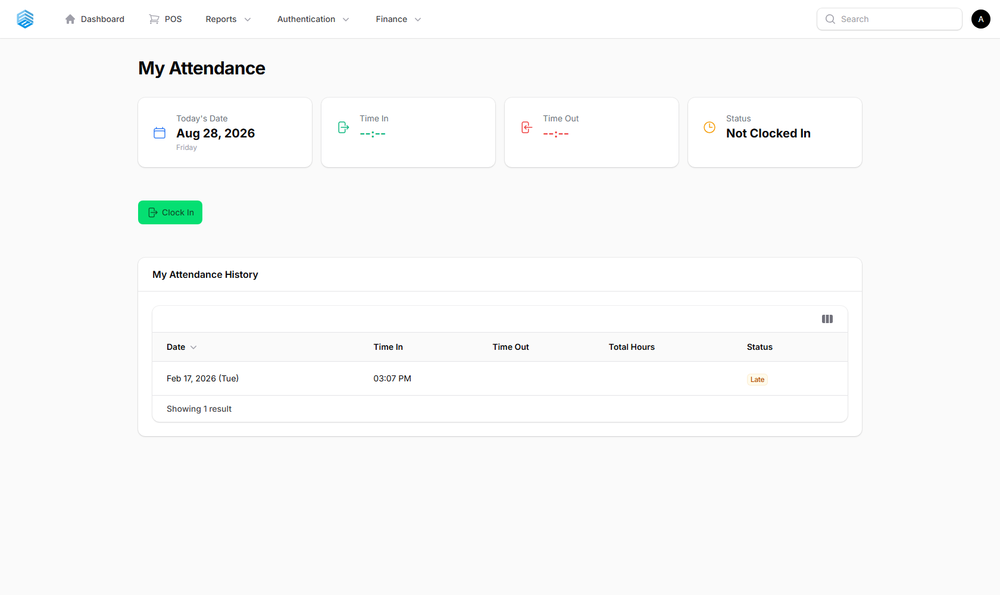 Dashboard POS Reports Authentication Finance Search A
My Attendance
Today's Date
Aug 28, 2026
Friday
Time In
--:--
Time Out
--:--
Status
Not Clocked In
Clock In
My Attendance History
Date Time In Time Out Total Hours Status
Feb 17, 2026 (Tue) 03:07 PM Late
Showing 1 result